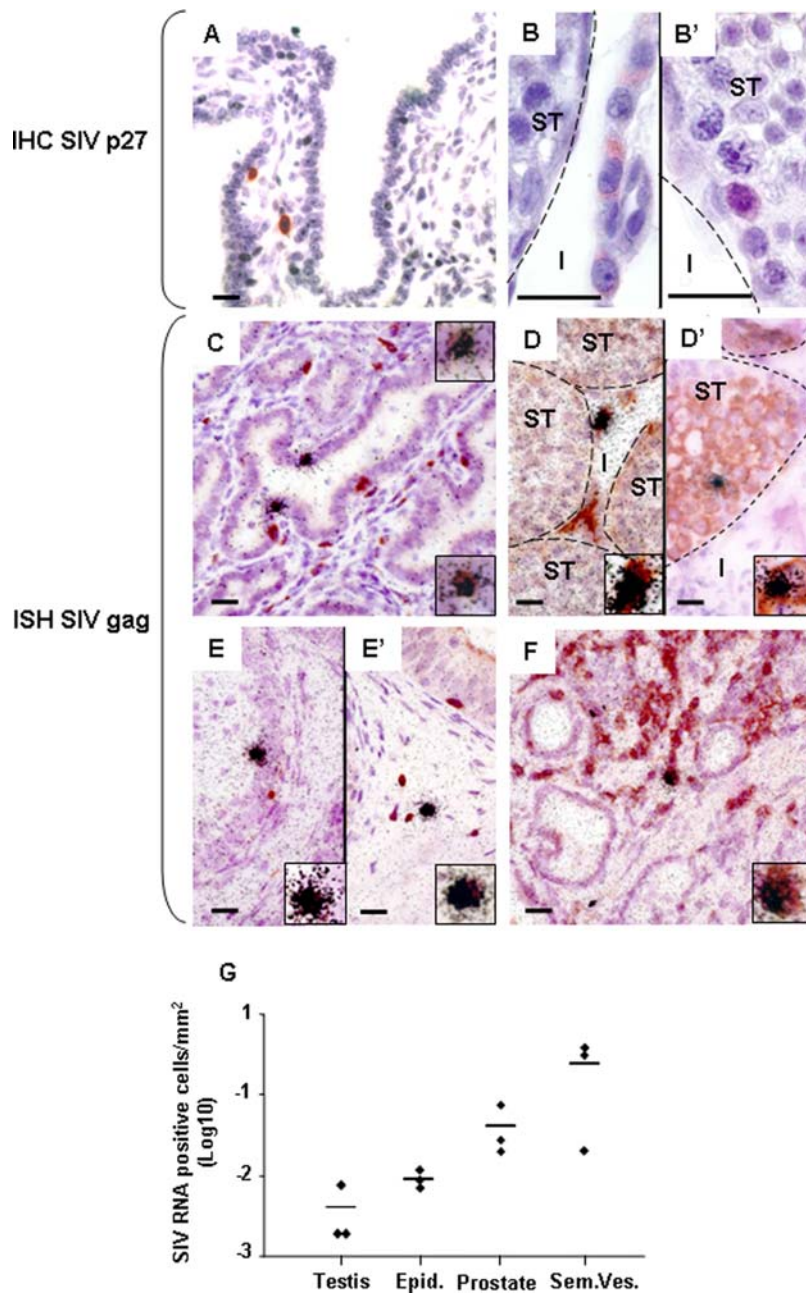 A
B
B'
ST
ST
IHC SIV p27
I
I
C
D
D'
ST
ST
ST
I
ST
ST
I
ISH SIV gag
E
E'
F
G
SIV RNA positive cells/mm2
(Log10)
1
-1
-2
-3
Testis Epid. Prostate Sem.Ves.